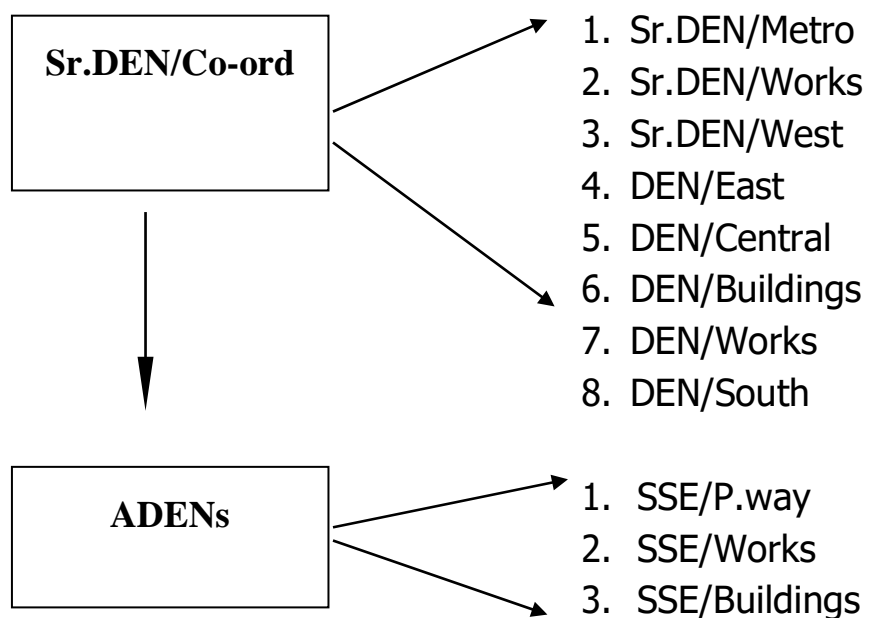 Sr.DEN/Co-ord
1. Sr.DEN/Metro
2. Sr.DEN/Works
3. Sr.DEN/West
4. DEN/East
5. DEN/Central
6. DEN/Buildings
7. DEN/Works
8. DEN/South
ADENs
1. SSE/P.way
2. SSE/Works
3. SSE/Buildings